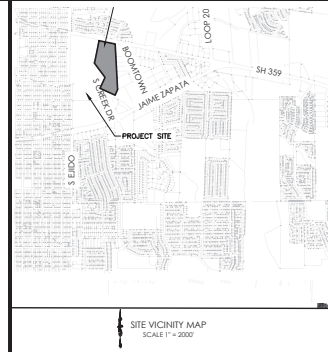 LOOP 20
BOOMTOWN
SH 359
S CREEK DR
JAIME ZAPATA
PROJECT SITE
S EJIDO
SITE VICINITY MAP
SCALE 1" = 2000'